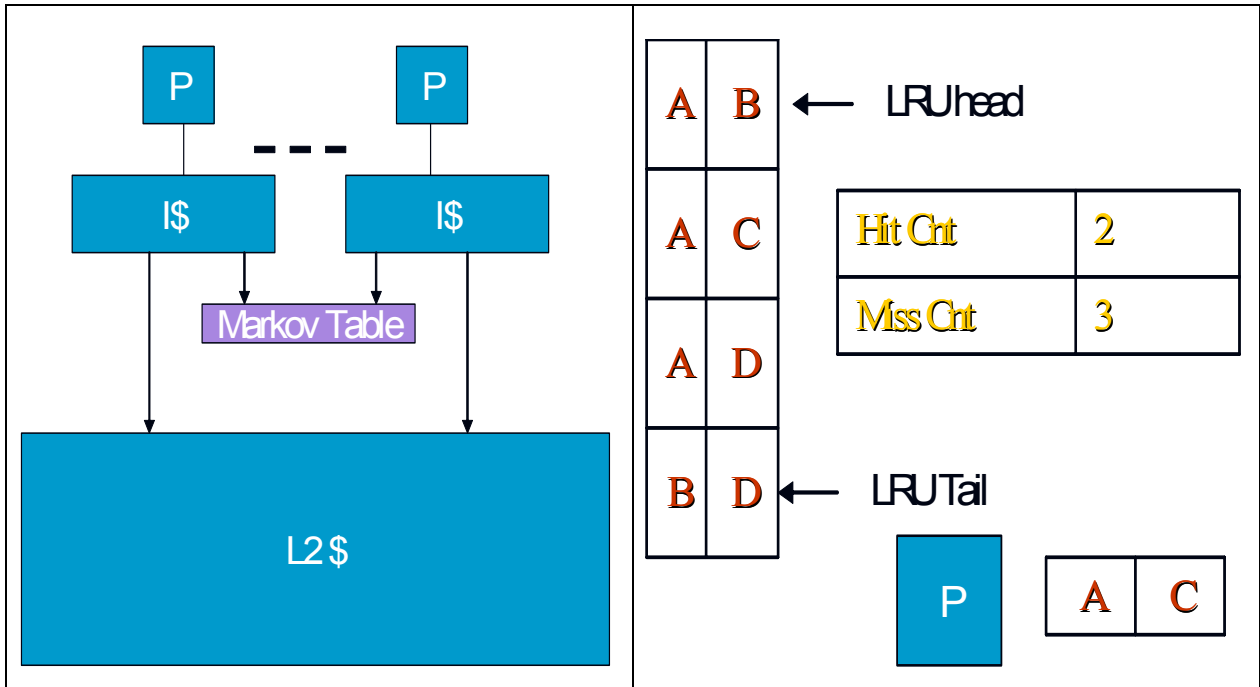 P P
I$ I$
Markov Table
L2 $
A B LRU head
A C
A D
B D LRU Tail
Hit Cnt 2
Miss Cnt 3
P A C